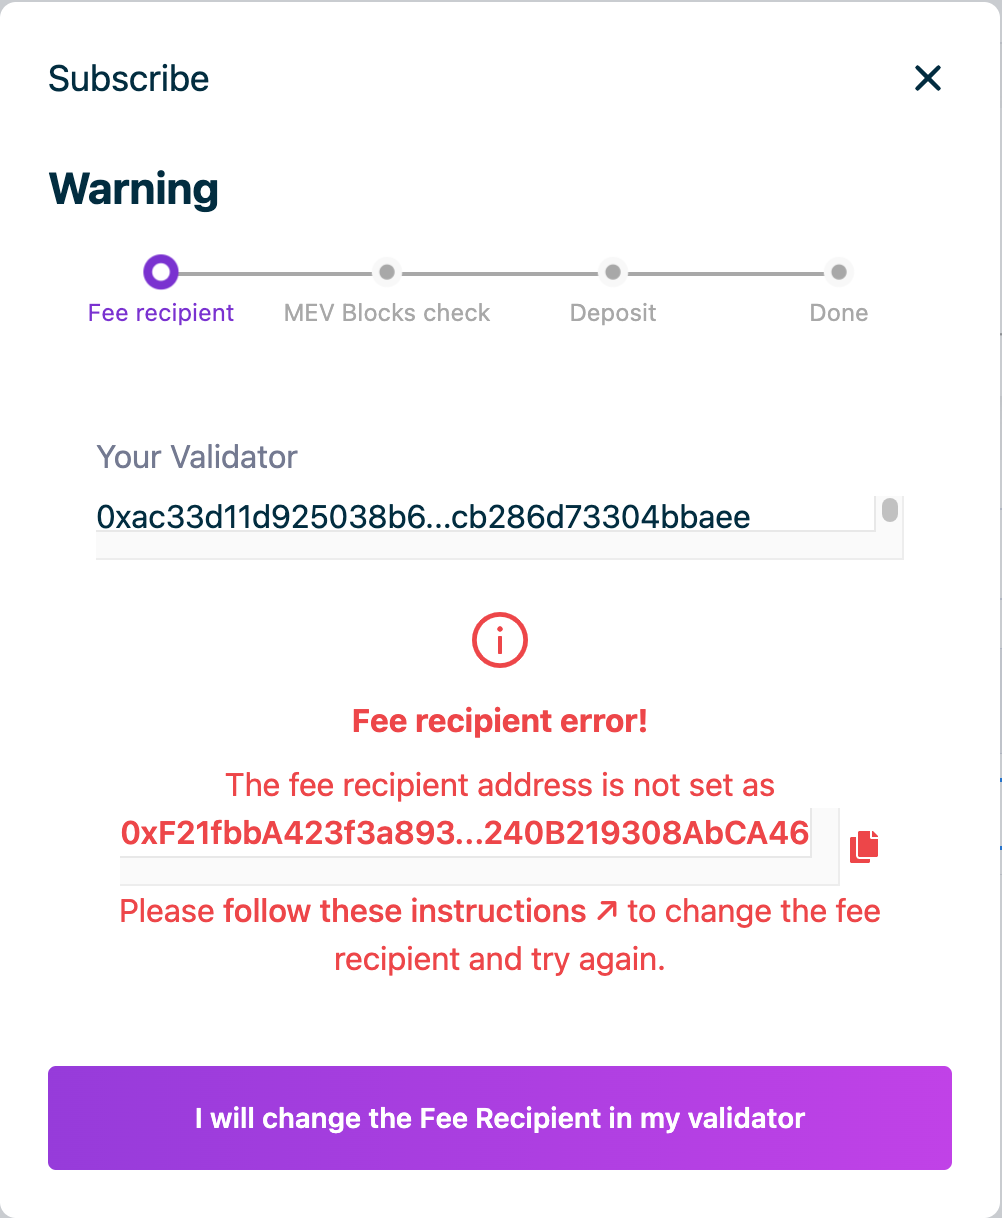 Subscribe
Warning
Fee recipient
MEV Blocks check
Deposit
Done
Your Validator
0xac33d11d925038b6...cb286d73304bbaee
Fee recipient error!
The fee recipient address is not set as
0xF21fbbA423f3a893...240B219308AbCA46
Please follow these instructions ↗ to change the fee
recipient and try again.
I will change the Fee Recipient in my validator